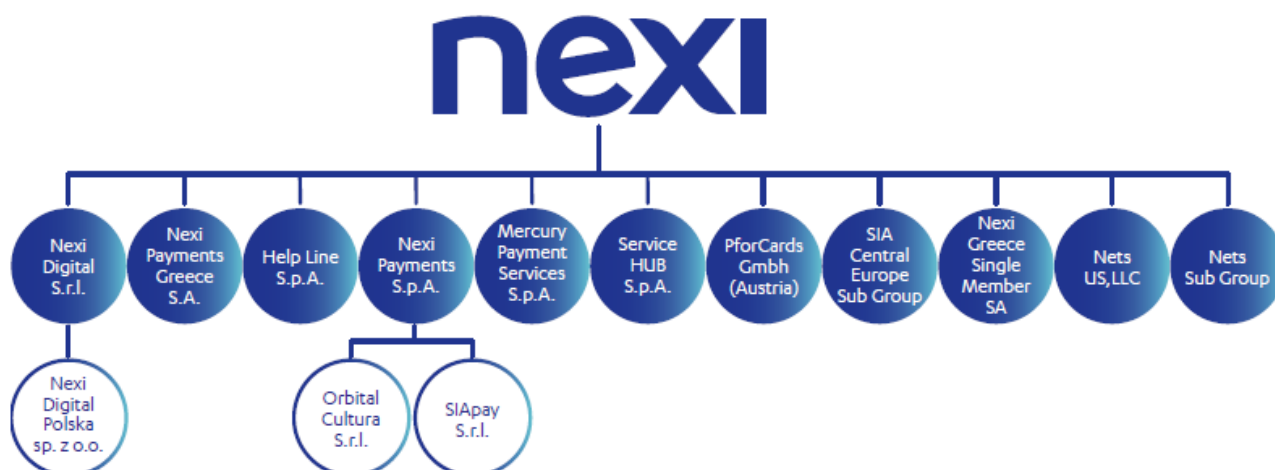 nexi
Nexi
Digital
S.r.l.
Nexi
Payments
Greece
S.A.
Help Line
S.p.A.
Nexi
Payments
S.p.A.
Mercury
Payment
Services
S.p.A.
Service
HUB
S.p.A.
PforCards
Gmbh
(Austria)
SIA
Central
Europe
Sub Group
Nexi
Greece
Single
Member
SA
Nets
US,LLC
Nets
Sub Group
Nexi
Digital
Polska
sp. z o.o.
Orbital
Cultura
S.r.l.
SIApay
S.r.l.